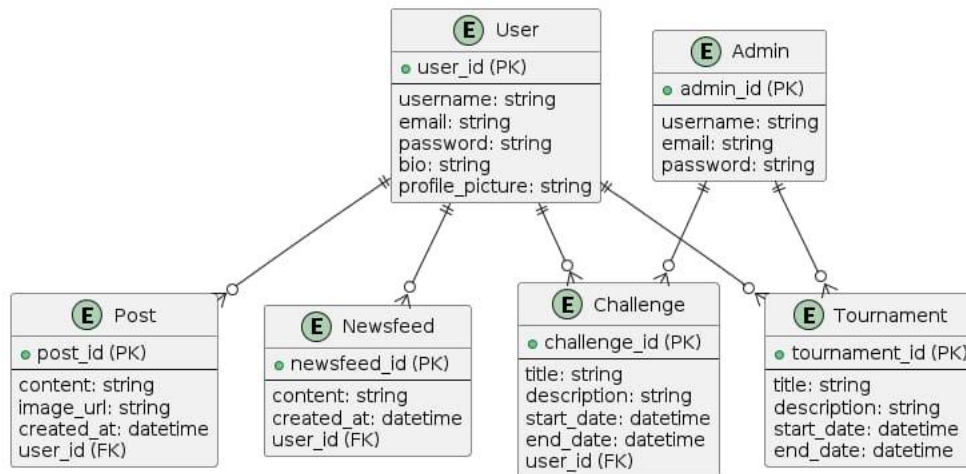 E User
user_id (PK)
username: string
email: string
password: string
bio: string
profile_picture: string
E Admin
admin_id (PK)
username: string
email: string
password: string
E Post
post_id (PK)
content: string
image_url: string
created_at: datetime
user_id (FK)
E Newsfeed
newsfeed_id (PK)
content: string
created_at: datetime
user_id (FK)
E Challenge
challenge_id (PK)
title: string
description: string
start_date: datetime
end_date: datetime
user_id (FK)
E Tournament
tournament_id (PK)
title: string
description: string
start_date: datetime
end_date: datetime